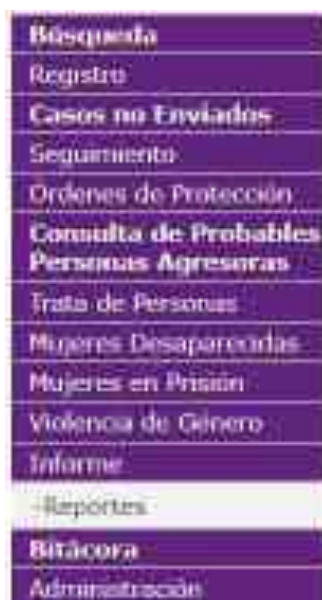 Búsqueda
Registro
Casos no Enviados
Seguimiento
Ordenes de Protección
Consulta de Probables
Personas Agresoras
Trata de Personas
Mujeres Desaparecidas
Mujeres en Prisión
Violencia de Género
Informe
-Reportes
Bitácora
Administración